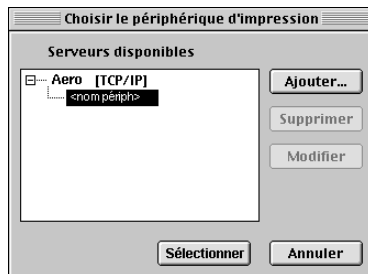 Choisir le périphérique d'impression
Serveurs disponibles
Aero [TCP/IP]
<nom périph>
Ajouter...
Supprimer
Modifier
Sélectionner
Annuler